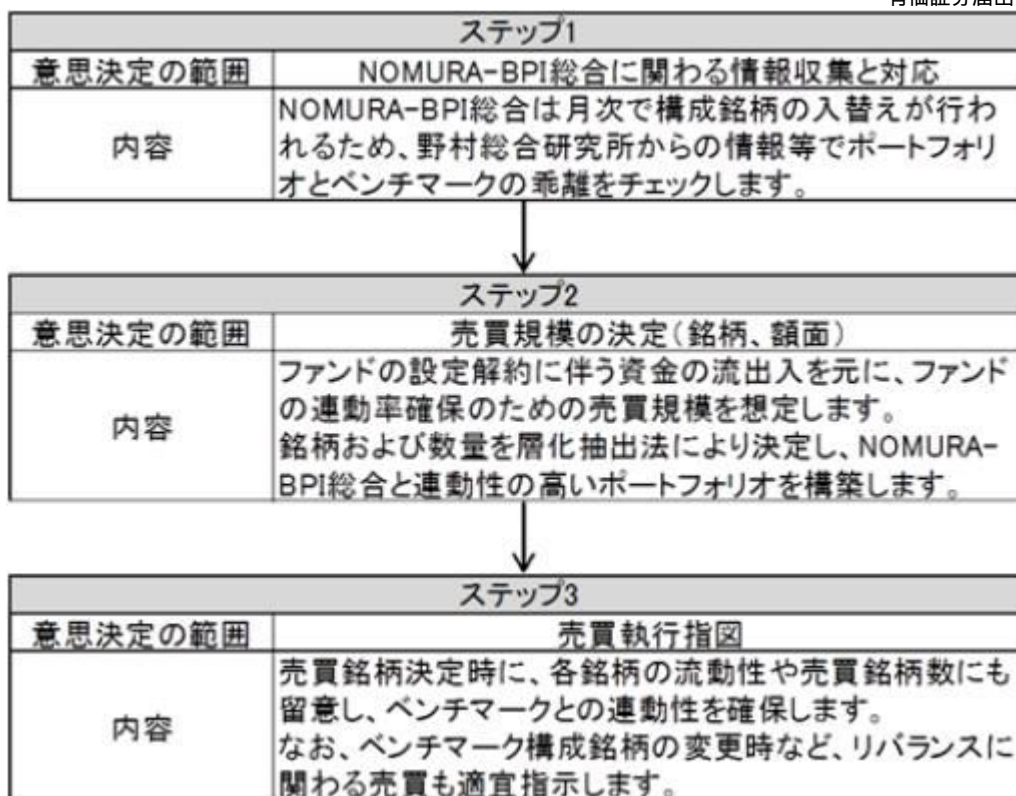 ステップ1
意思決定の範囲 NOMURA-BPI総合に関わる情報収集と対応
内容
NOMURA-BPI総合は月次で構成銘柄の入替えが行わ
れるため、野村総合研究所からの情報等でポートフォリ
オとベンチマークの乖離をチェックします。
ステップ2
意思決定の範囲 売買規模の決定(銘柄、額面)
内容
ファンドの設定解約に伴う資金の流出入を元に、ファンド
の連動率確保のための売買規模を想定します。
銘柄および数量を層化抽出法により決定し、NOMURA-
BPI総合と連動性の高いポートフォリオを構築します。
ステップ3
意思決定の範囲 売買執行指図
内容
売買銘柄決定時に、各銘柄の流動性や売買銘柄数にも
留意し、ベンチマークとの連動性を確保します。
なお、ベンチマーク構成銘柄の変更時など、リバランスに
関わる売買も適宜指示します。